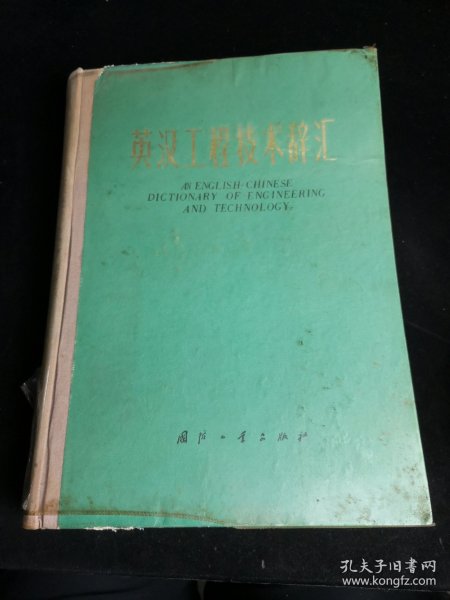 英汉工程技术辞汇
AN ENGLISH-CHINESE
DICTIONARY OF ENGINEERING
AND TECHNOLOGY
国防工业出版社
孔夫子旧书网
www.kongfz.com